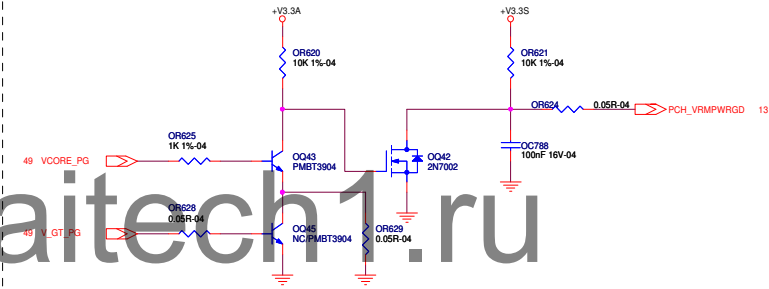 +V3.3A
+V3.3S
OR620
10K 1%-04
OR621
10K 1%-04
OR624
0.05R-04
PCH_VRMPWRGD
13
OR625
1K 1%-04
OC788
100nF 16V-04
49
VCORE_PG
OQ43
PMBT3904
OQ42
2N7002
OR628
0.05R-04
49
V_GT_PG
OQ45
NC/PMBT3904
OR629
0.05R-04
aitech1.ru